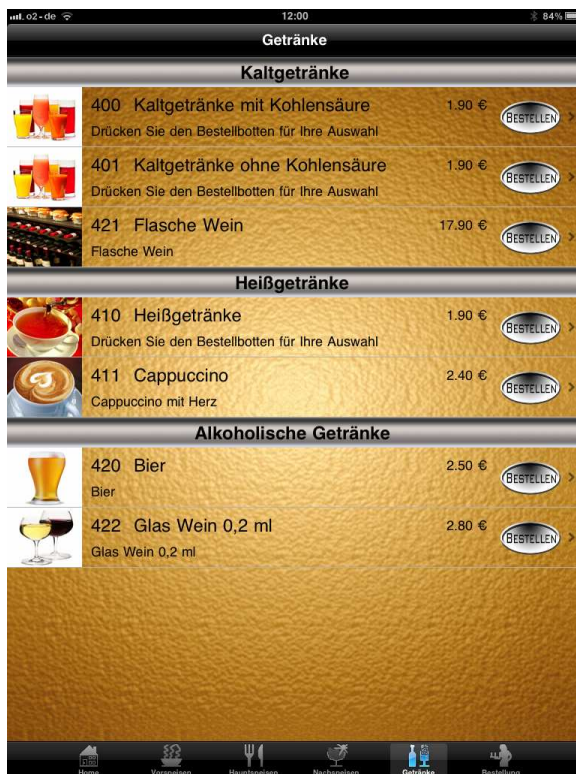 o2-de 12:00 84%
Getränke
Kaltgetränke
400 Kaltgetränke mit Kohlensäure 1.90 € BESTELLEN
Drücken Sie den Bestellbotten für Ihre Auswahl
401 Kaltgetränke ohne Kohlensäure 1.90 € BESTELLEN
Drücken Sie den Bestellbotten für Ihre Auswahl
421 Flasche Wein 17.90 € BESTELLEN
Flasche Wein
Heißgetränke
410 Heißgetränke 1.90 € BESTELLEN
Drücken Sie den Bestellbotten für Ihre Auswahl
411 Cappuccino 2.40 € BESTELLEN
Cappuccino mit Herz
Alkoholische Getränke
420 Bier 2.50 € BESTELLEN
Bier
422 Glas Wein 0,2 ml 2.80 € BESTELLEN
Glas Wein 0,2 ml
Home Vorspeisen Hauptspeisen Nachspeisen Getränke Bestellung